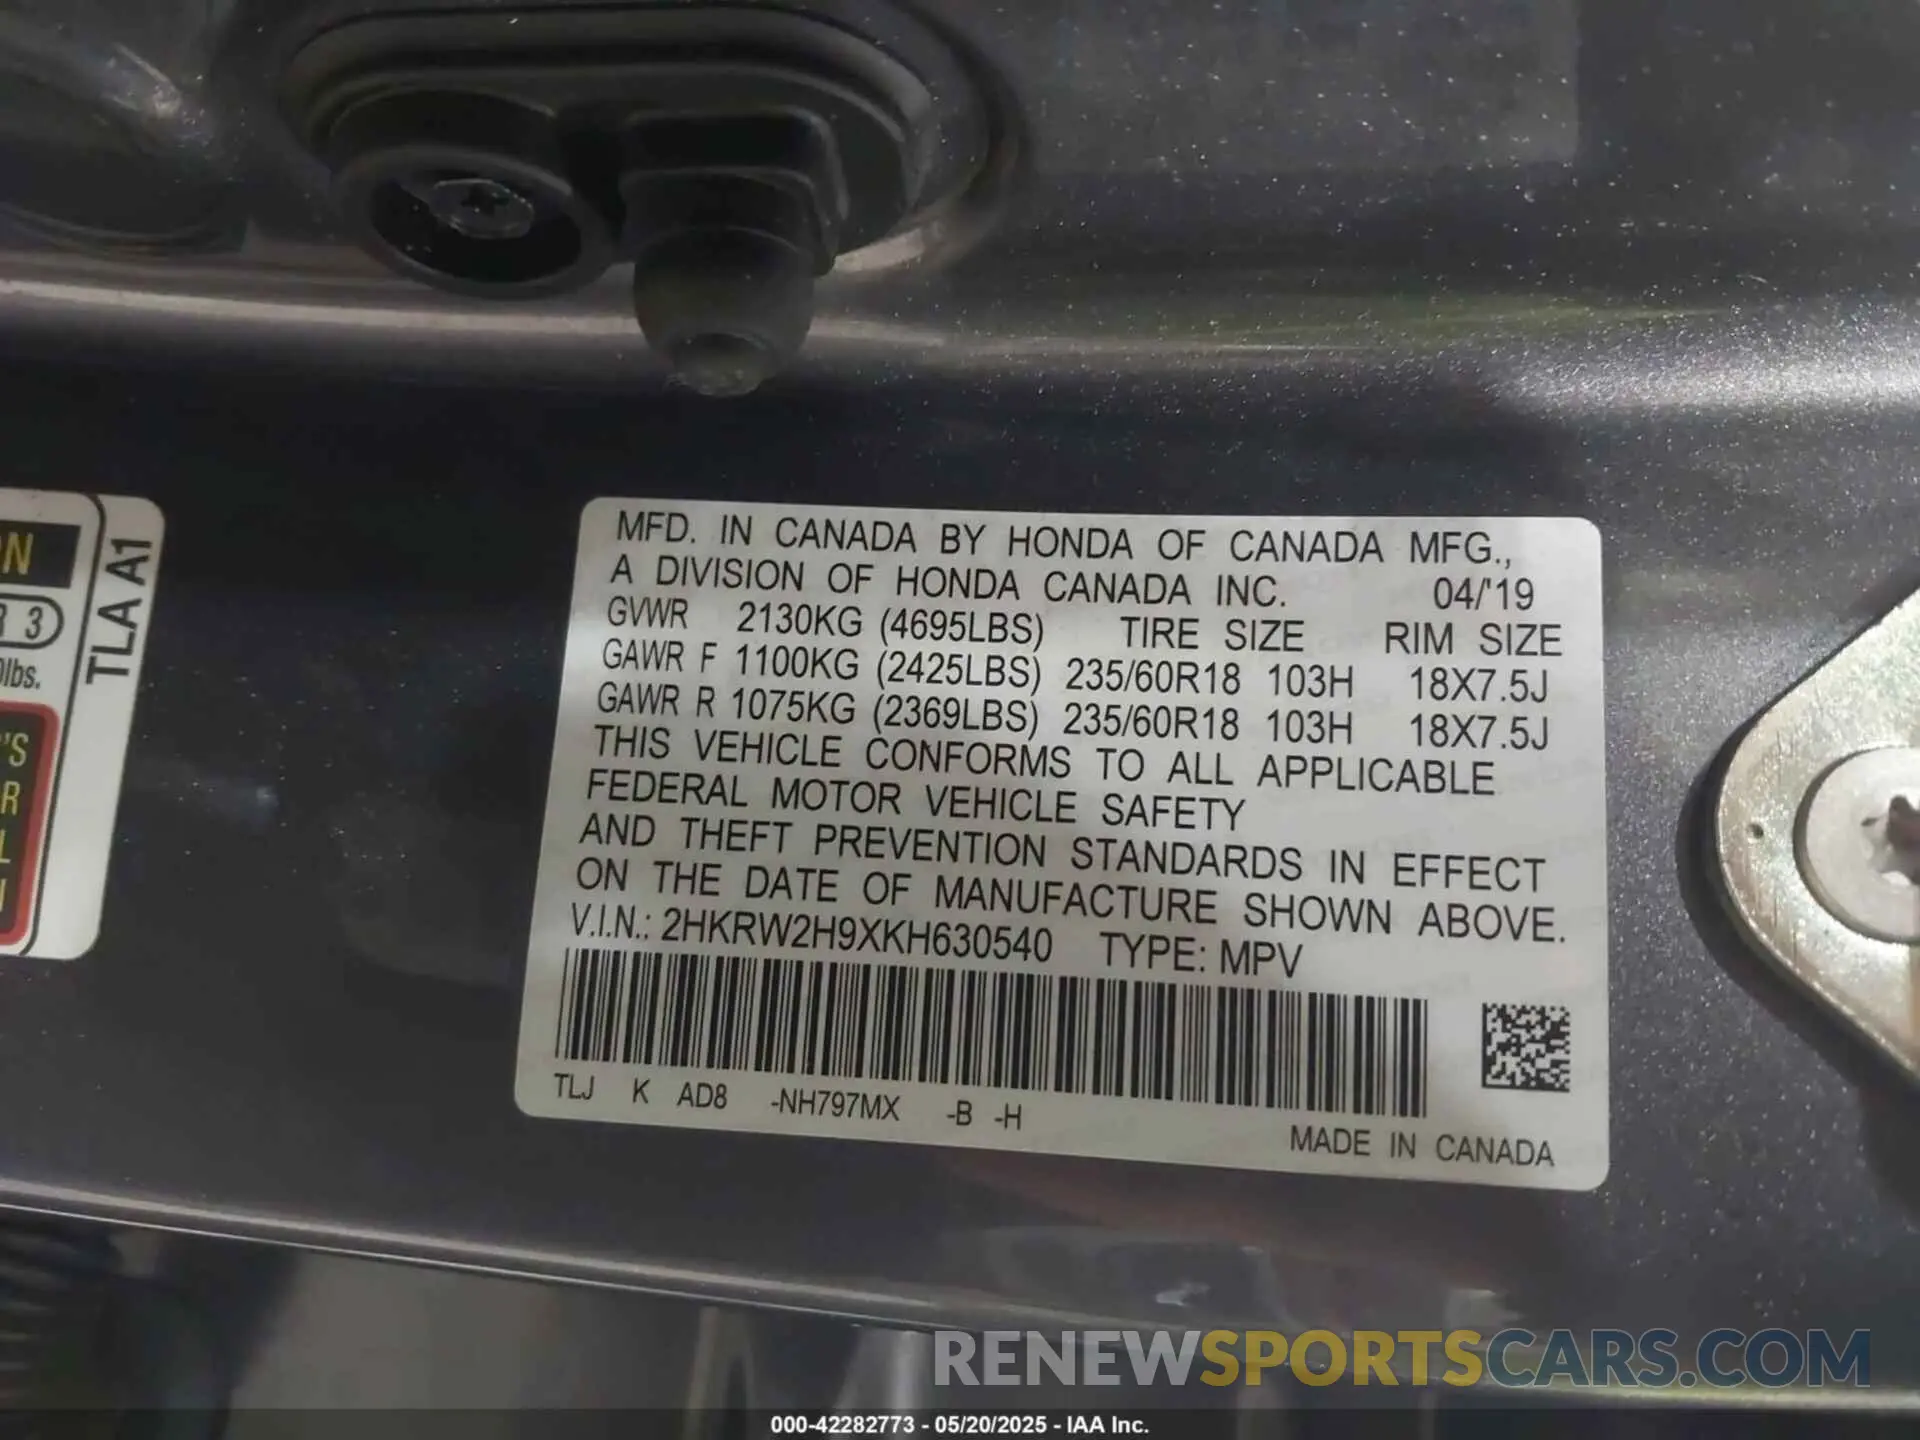 MFD. IN CANADA BY HONDA OF CANADA MFG.,
A DIVISION OF HONDA CANADA INC. 04/'19
GVWR 2130KG (4695LBS) TIRE SIZE RIM SIZE
GAWR F 1100KG (2425LBS) 235/60R18 103H 18X7.5J
GAWR R 1075KG (2369LBS) 235/60R18 103H 18X7.5J
THIS VEHICLE CONFORMS TO ALL APPLICABLE
FEDERAL MOTOR VEHICLE SAFETY
AND THEFT PREVENTION STANDARDS IN EFFECT
ON THE DATE OF MANUFACTURE SHOWN ABOVE.
V.I.N.: 2HKRW2H9XKH630540 TYPE: MPV
TLJ K AD8 -NH797MX -B -H
MADE IN CANADA
TLA A1
3
lbs.
RENEWSPORTSCARS.COM
000-42282773 - 05/20/2025 - IAA Inc.